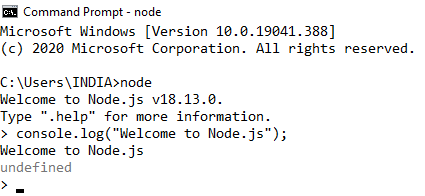 Command Prompt - node
Microsoft Windows [Version 10.0.19041.388]
(c) 2020 Microsoft Corporation. All rights reserved.
C:\Users\INDIA>node
Welcome to Node.js v18.13.0.
Type ".help" for more information.
> console.log("Welcome to Node.js");
Welcome to Node.js
undefined
> _